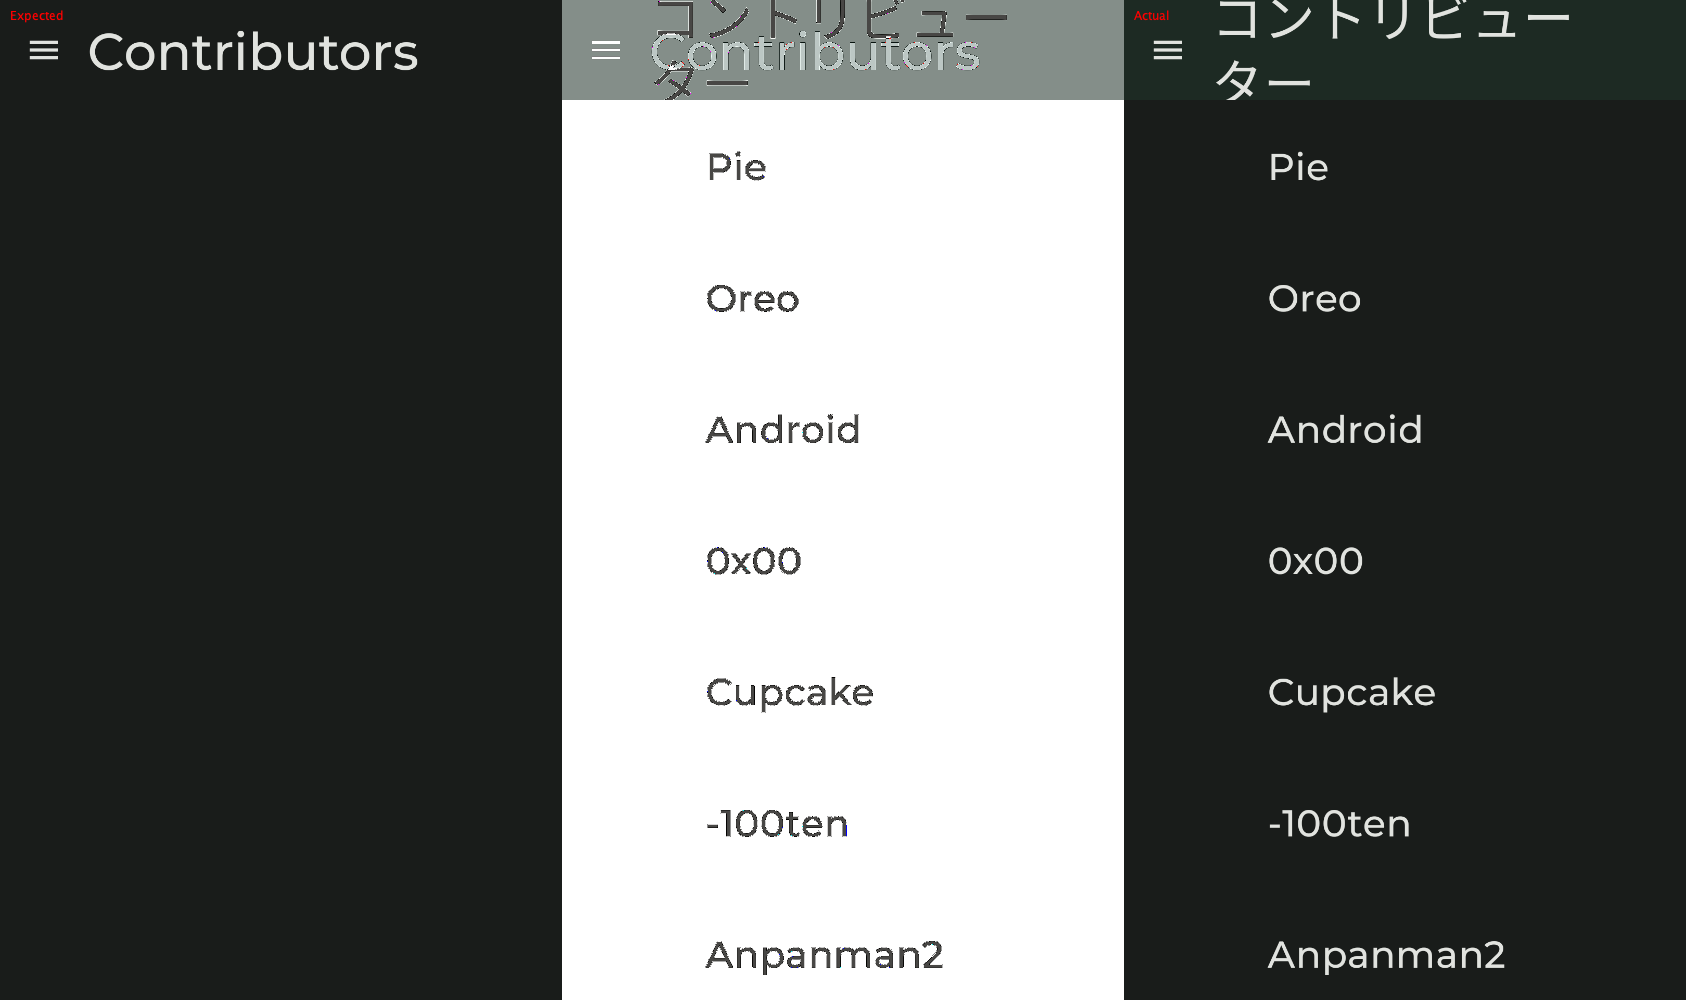 Expected
Contributors
コントリビュー
ター
Contributors
Pie
Oreo
Android
0x00
Cupcake
-100ten
Anpanman2
Actual
コントリビュー
ター
Pie
Oreo
Android
0x00
Cupcake
-100ten
Anpanman2